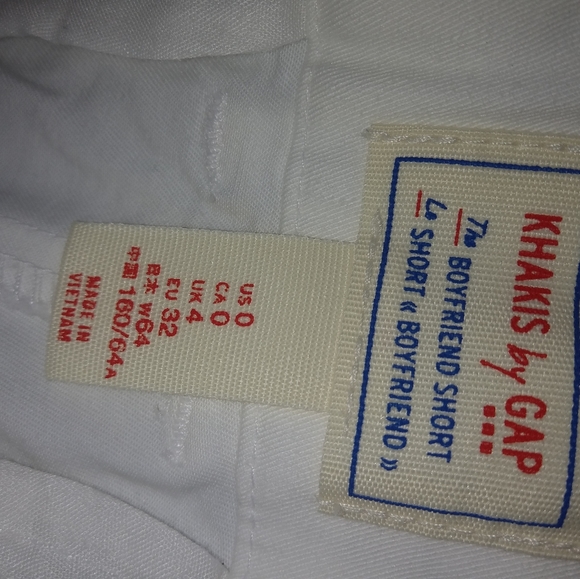 KHAKIS by GAP
The BOYFRIEND SHORT
Le SHORT « BOYFRIEND »
US 0
CA 0
UK 4
EU 32
日本 W64
中国 160/64A
MADE IN
VIETNAM